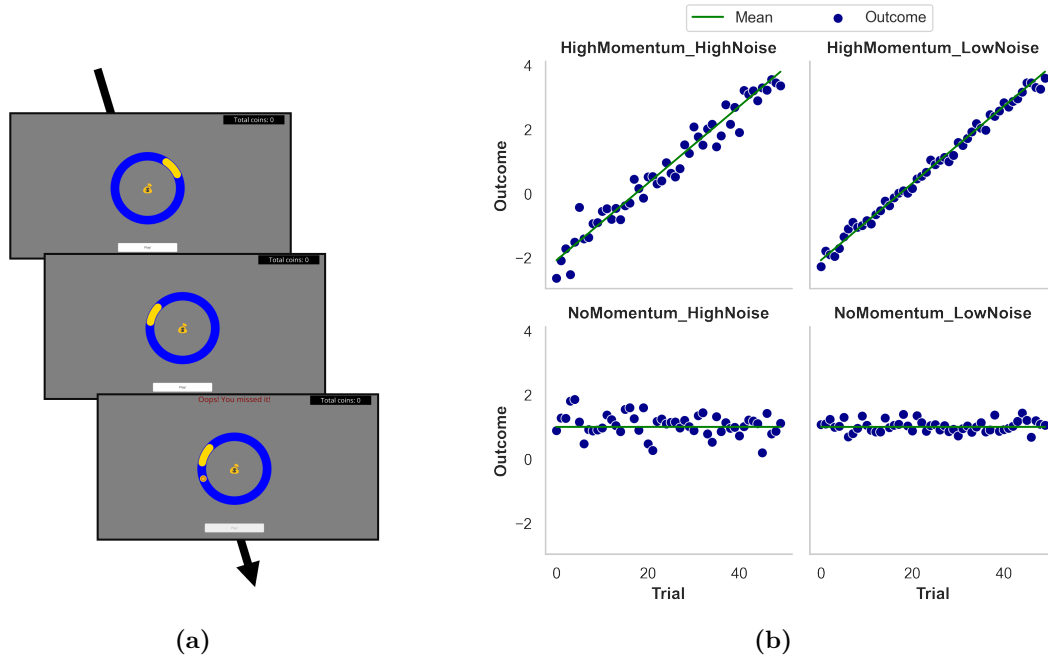 Total coins: 0
Total coins: 0
Oops! You missed it!
Total coins: 0
(a)
Mean
Outcome
HighMomentum_HighNoise
HighMomentum_LowNoise
Outcome
4
2
0
−2
NoMomentum_HighNoise
NoMomentum_LowNoise
Outcome
4
2
0
−2
0
20
40
Trial
0
20
40
Trial
(b)